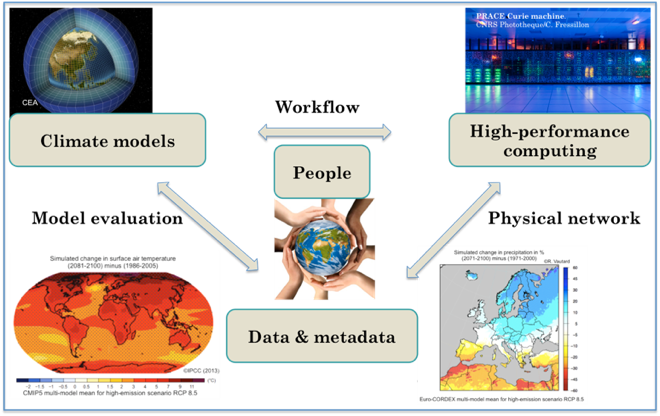 PRACE Curie machine.
CNRS Phototheque/C. Fressillon
CEA
Climate models
Workflow
High-performance
computing
People
Model evaluation
Physical network
Simulated change in surface air temperature
(2081-2100) minus (1986-2005)
Simulated change in precipitation in %
(2071-2100) minus (1971-2000)
©R. Vautard
Data & metadata
©IPCC (2013)
-2 -1.5 -1 -0.5 0 0.5 1 1.5 2 3 4 5 7 9 11 (°C)
CMIP5 multi-model mean for high-emission scenario RCP 8.5
Euro-CORDEX multi-model mean for high-emission scenario RCP 8.5